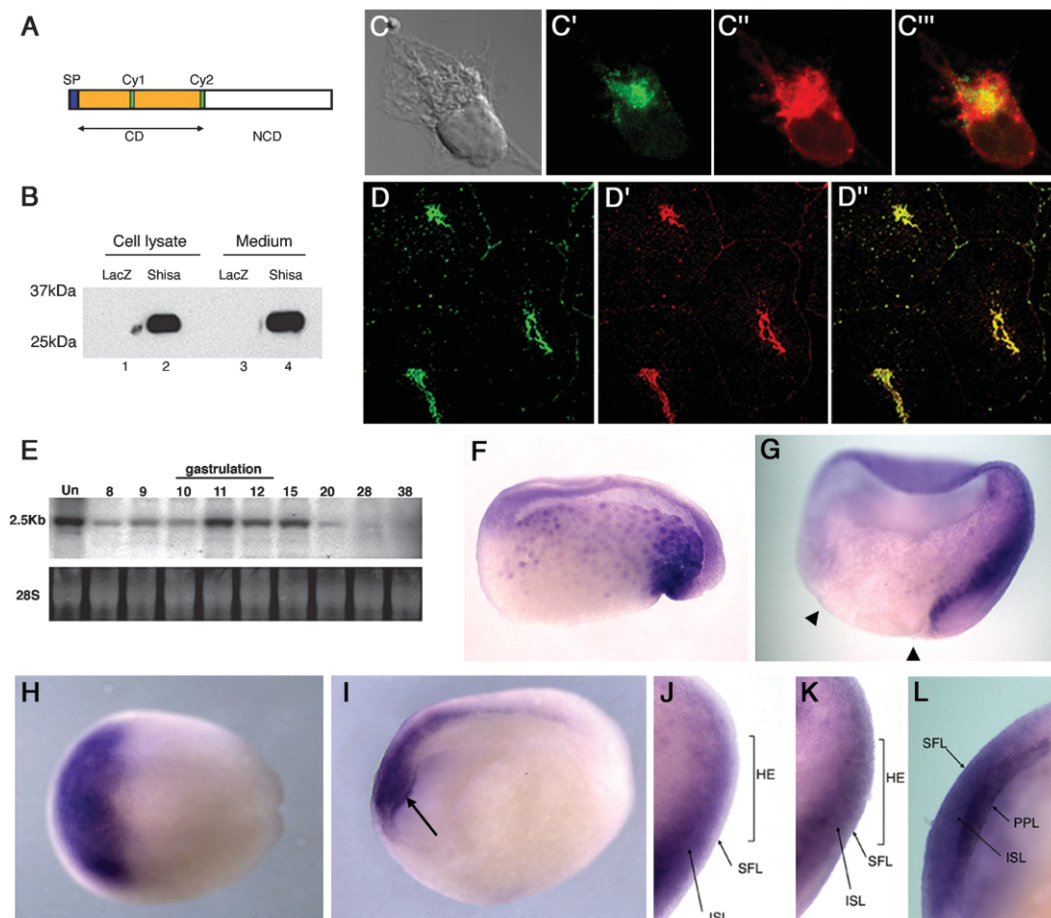 A
SP Cy1 Cy2
CD NCD
B
Cell lysate Medium
LacZ Shisa LacZ Shisa
37kDa
25kDa
1 2 3 4
C C' C'' C'''
D D' D''
E
gastrulation
Un 8 9 10 11 12 15 20 28 38
2.5Kb
28S
F
G
H
I
J
HE
SFL
ISL
K
HE
SFL
ISL
L
SFL
PPL
ISL